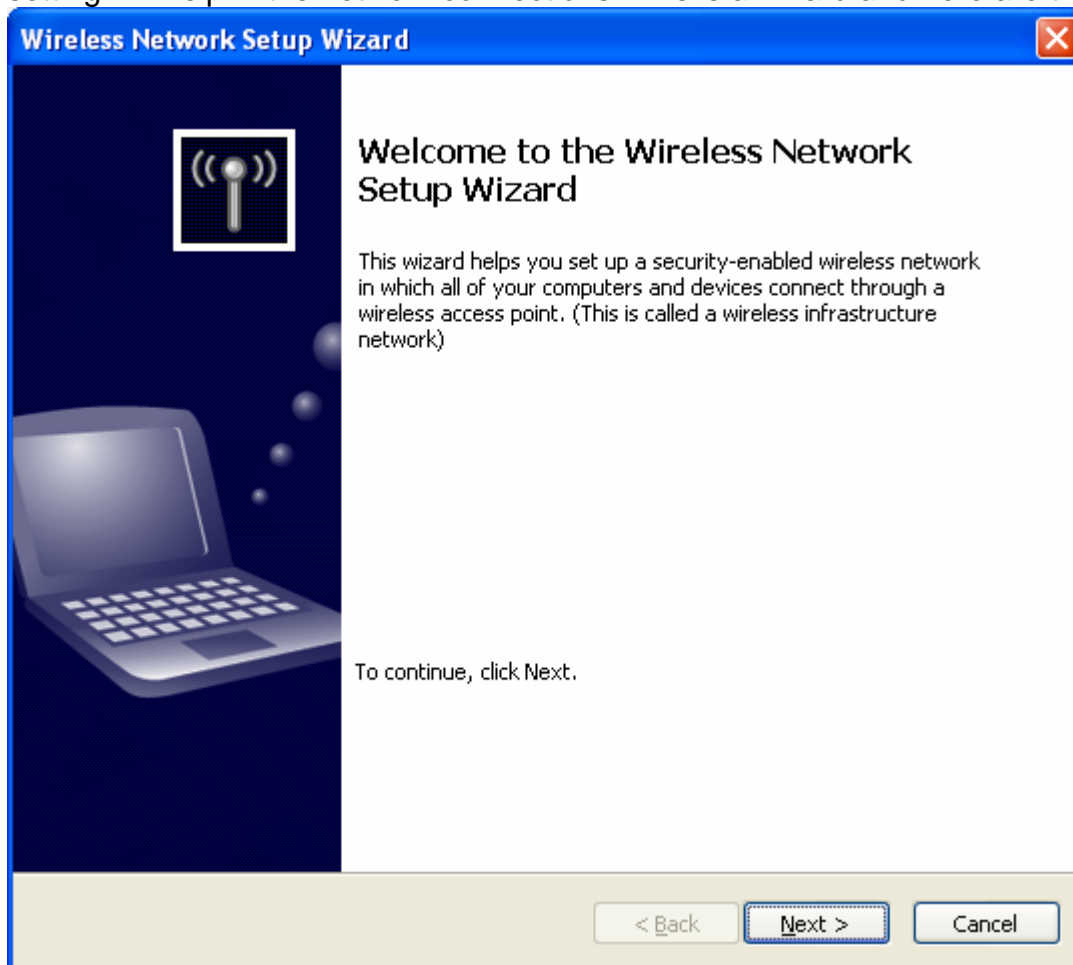 Wireless Network Setup Wizard
Welcome to the Wireless Network
Setup Wizard
This wizard helps you set up a security-enabled wireless network
in which all of your computers and devices connect through a
wireless access point. (This is called a wireless infrastructure
network)
To continue, click Next.
< Back Next > Cancel